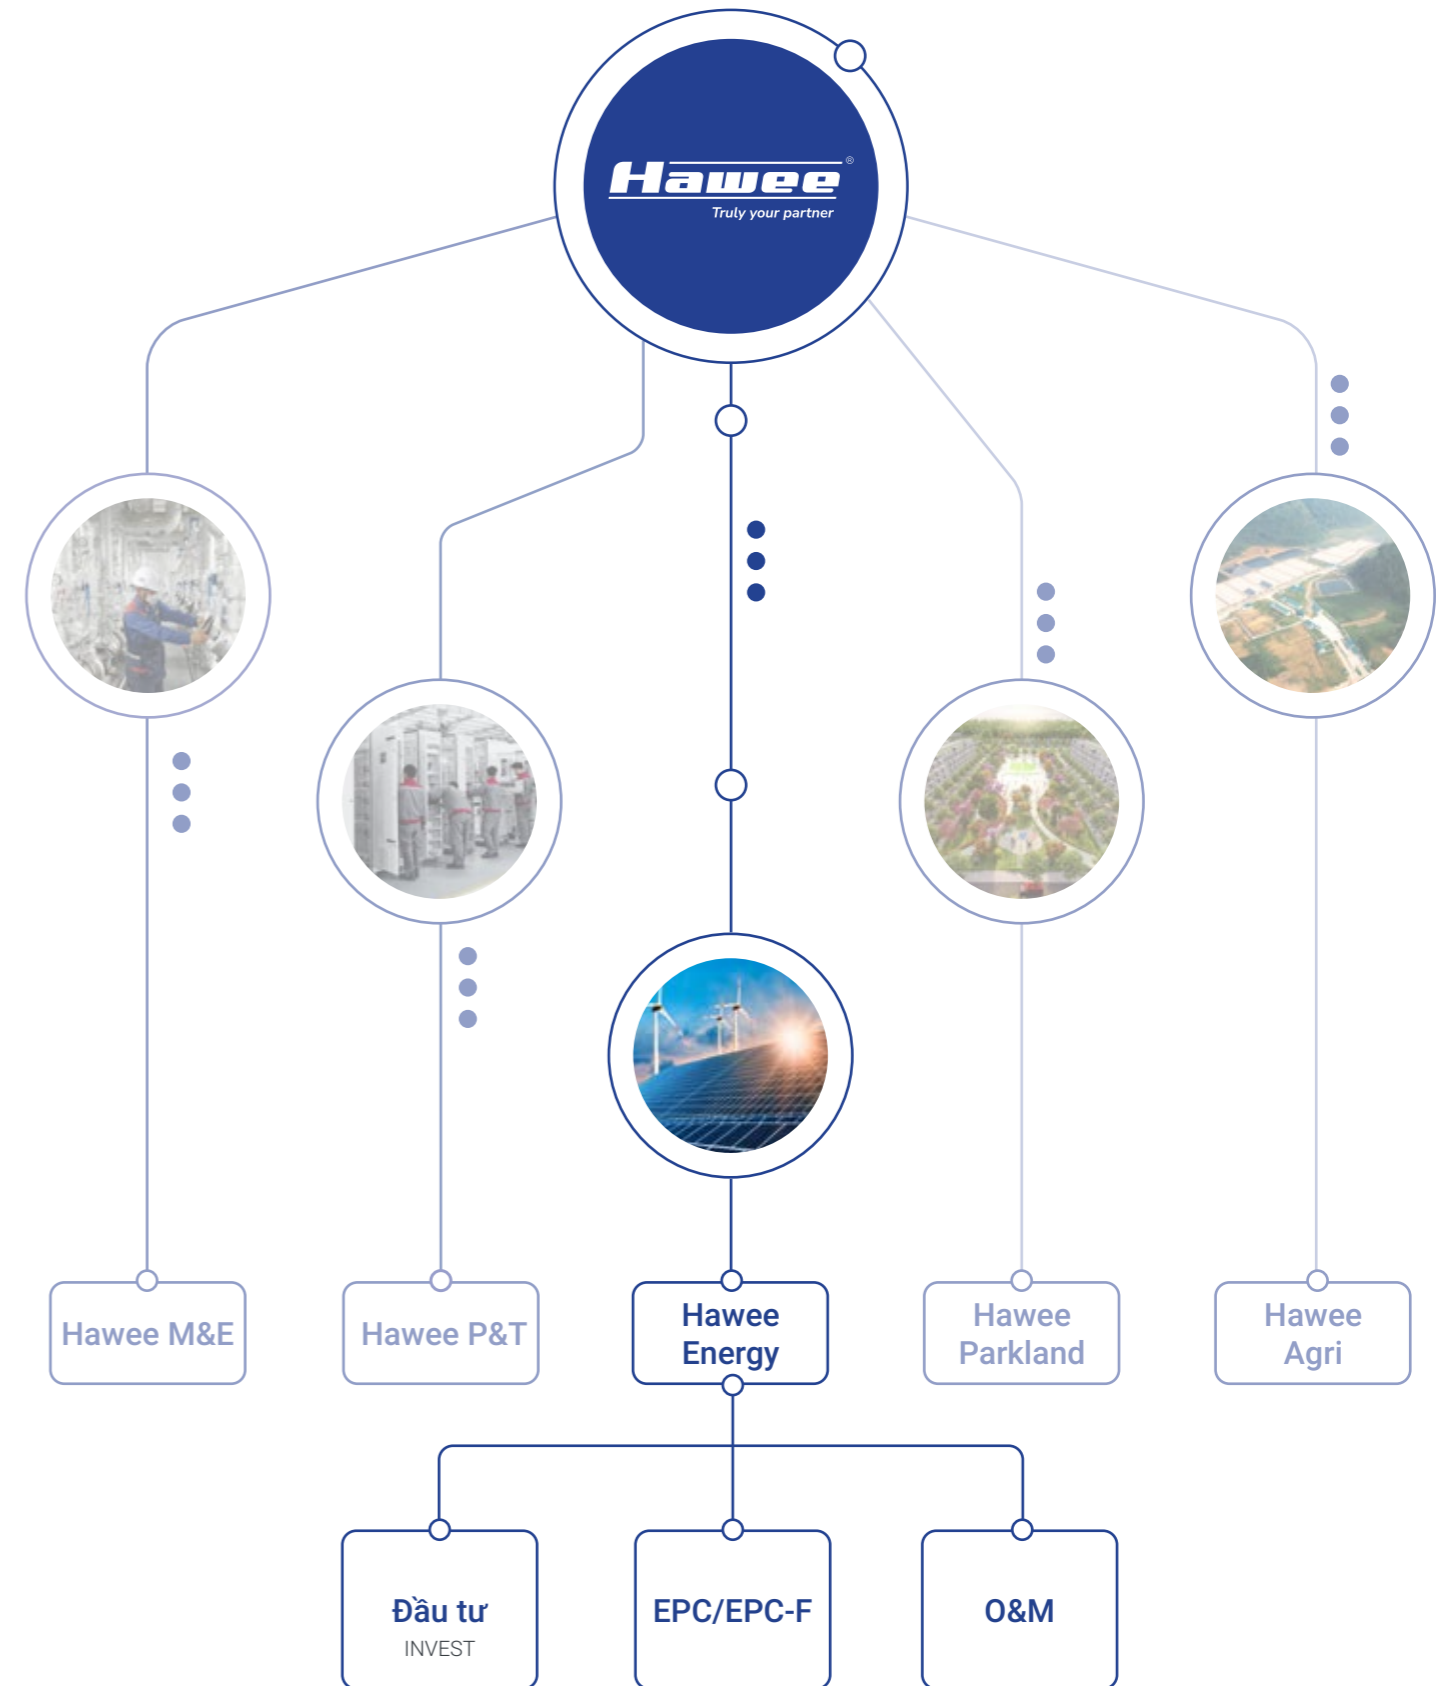 Hawee®
Truly your partner
Hawee M&E
Hawee P&T
Hawee
Energy
Hawee
Parkland
Hawee
Agri
Đầu tư
INVEST
EPC/EPC-F
O&M